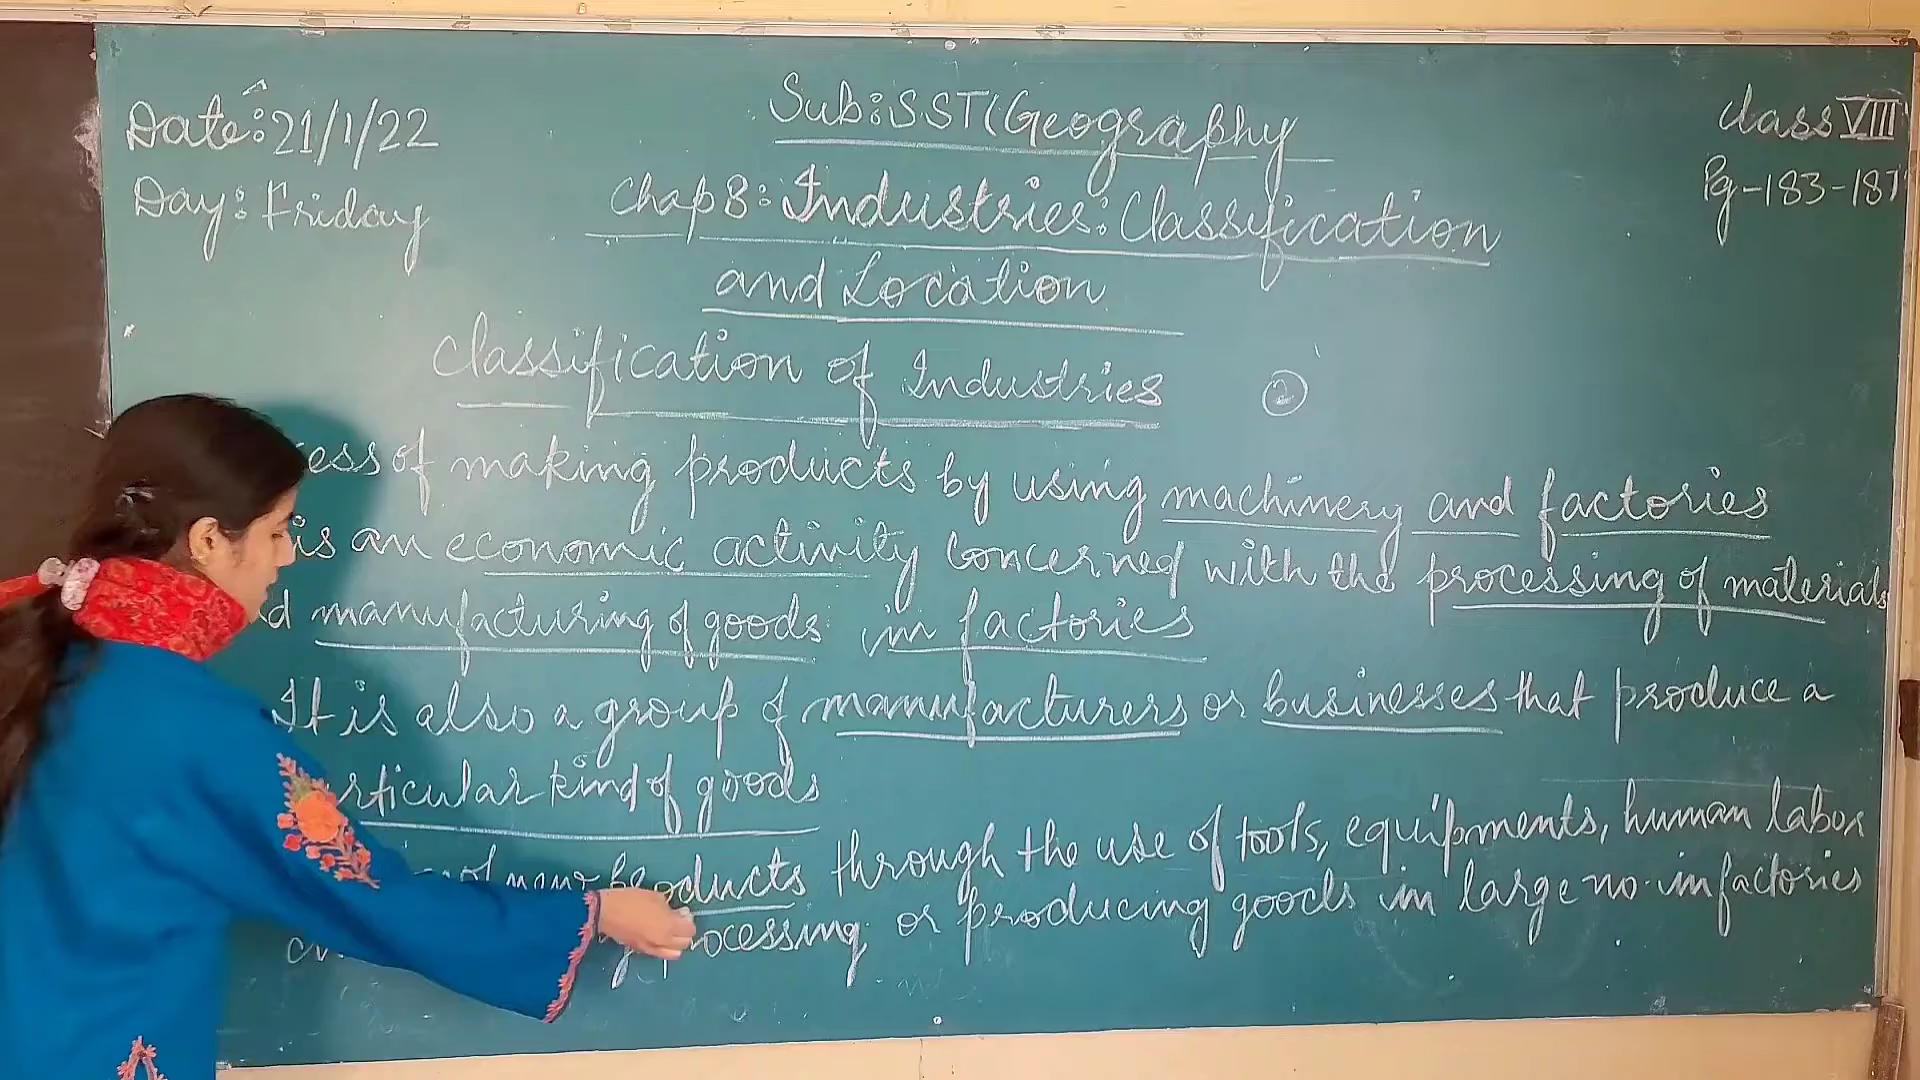 Date: 21/1/22
Day: Friday
Sub: SST(Geography
Class VIII
Pg-183-187
Chap 8: Industries: Classification
and Location
Classification of Industries
2
ess of making products by using machinery and factories
is an economic activity concerned with the processing of materials
d manufacturing of goods in factories
It is also a group of manufacturers or businesses that produce a
rticular kind of goods
of new products through the use of tools, equipments, human labor
processing or producing goods in large no. in factories